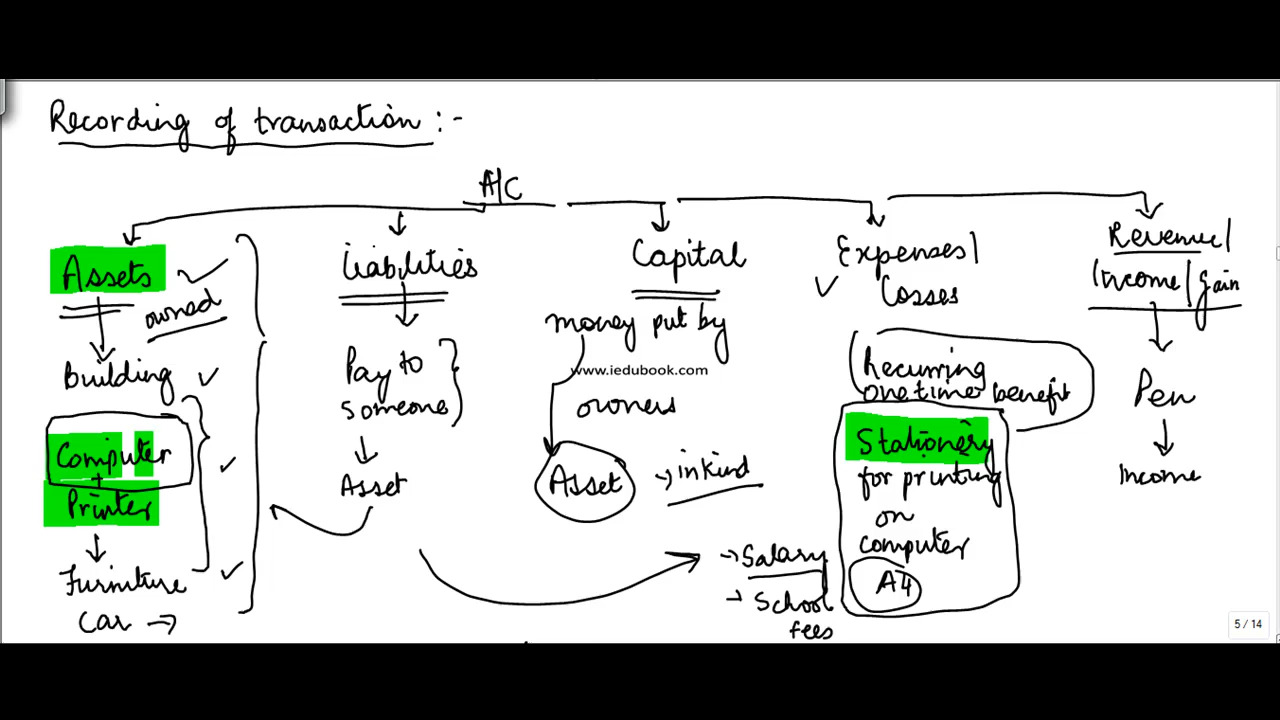 Recording of transaction :-
A/C
Assets
owned
Building
Computer
+
Printer
Furniture
Car →
Liabilities
Pay to
someone
Asset
Capital
money put by
www.iedubook.com
owners
Asset → in kind
Expenses/
Losses
Recurring
one time benefit
Stationery
for printing
on
computer
A4
→ Salary
→ School
fees
Revenue/
Income/gain
Pen
Income
5 / 14